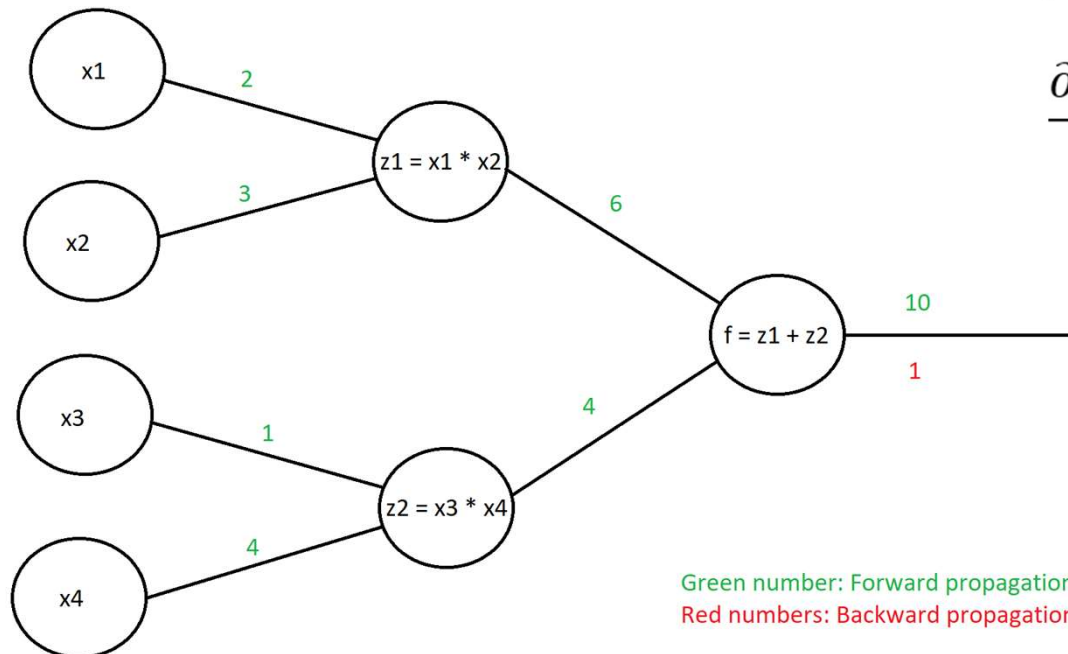 x1
2
∂
z1 = x1 * x2
3
6
x2
10
f = z1 + z2
1
x3
1
4
z2 = x3 * x4
4
x4
Green number: Forward propagation
Red numbers: Backward propagation